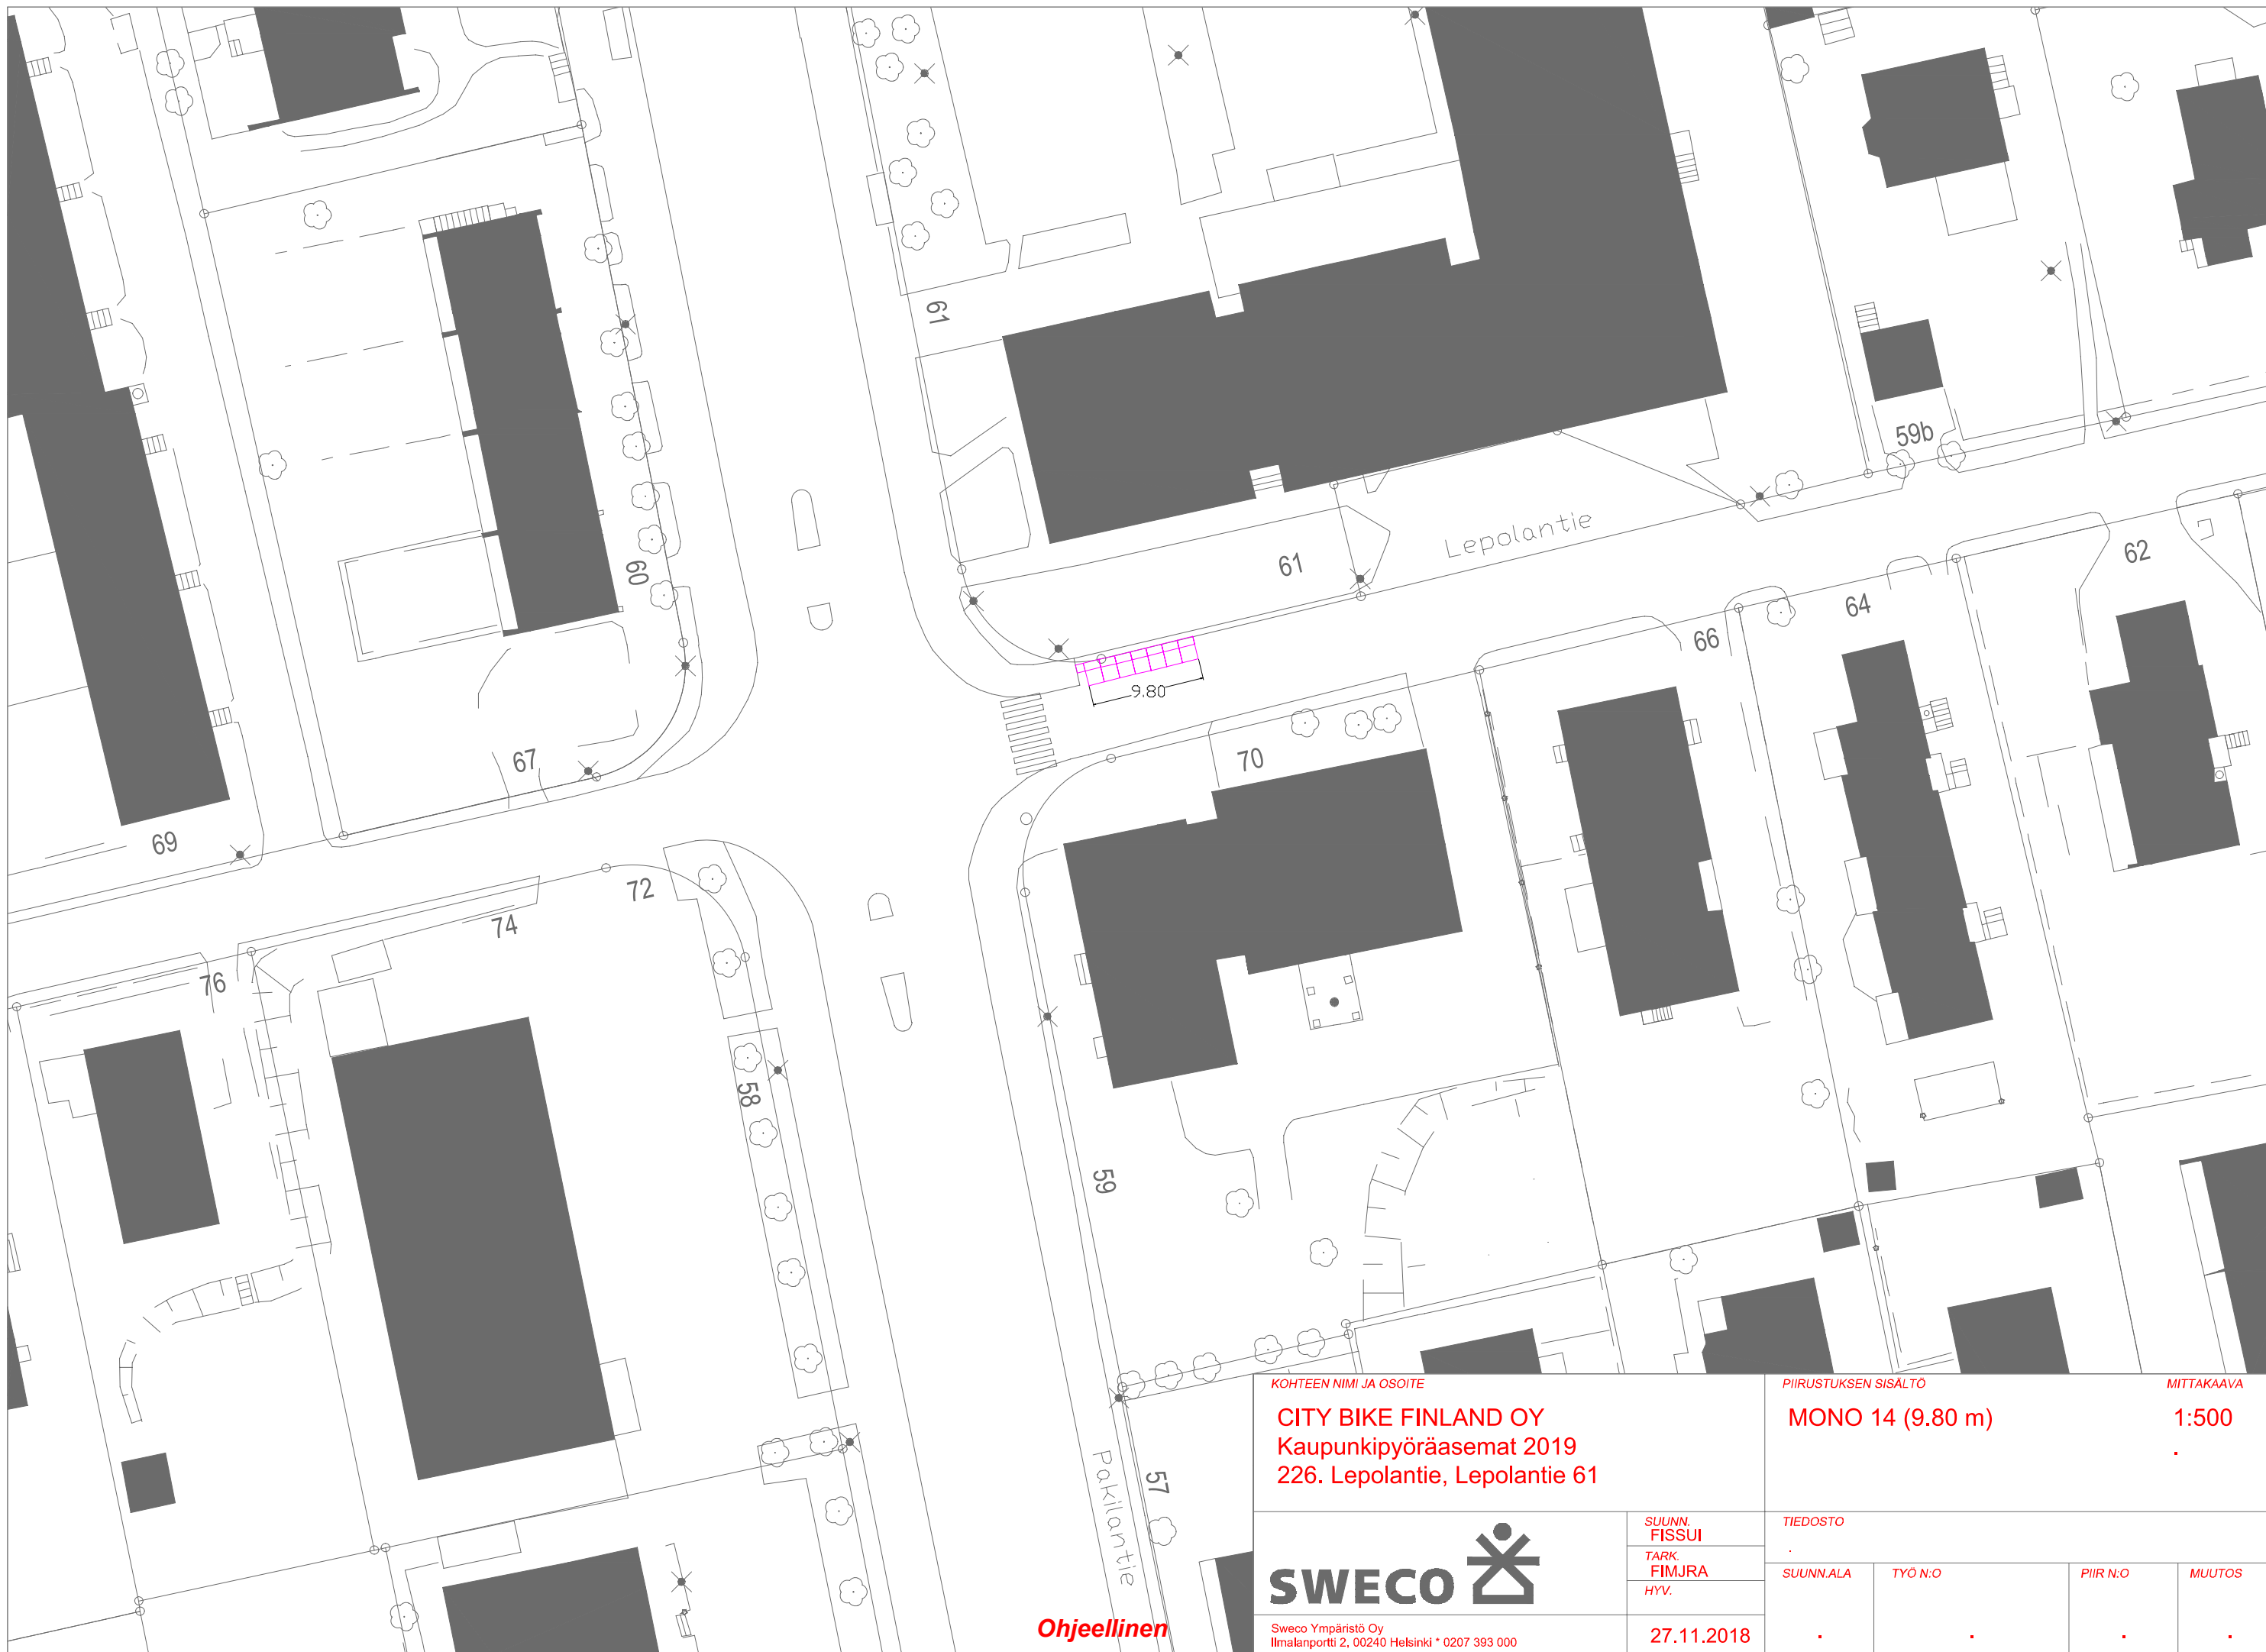 61
59b
Lepolantie
61
62
60
64
66
9.80
67
70
69
72
74
76
58
59
57
Pakilantie
Ohjeellinen
KOHTEEN NIMI JA OSOITE
CITY BIKE FINLAND OY
Kaupunkipyöräasemat 2019
226. Lepolantie, Lepolantie 61
PIIRUSTUKSEN SISÄLTÖ
MITTAKAAVA
MONO 14 (9.80 m)
1:500
.
SWECO
SUUNN.
FISSUI
TARK.
FIMJRA
HYV.
TIEDOSTO
.
SUUNN.ALA
TYÖ N:O
PIIR N:O
MUUTOS
Sweco Ympäristö Oy
Ilmalanportti 2, 00240 Helsinki * 0207 393 000
27.11.2018
. . . .